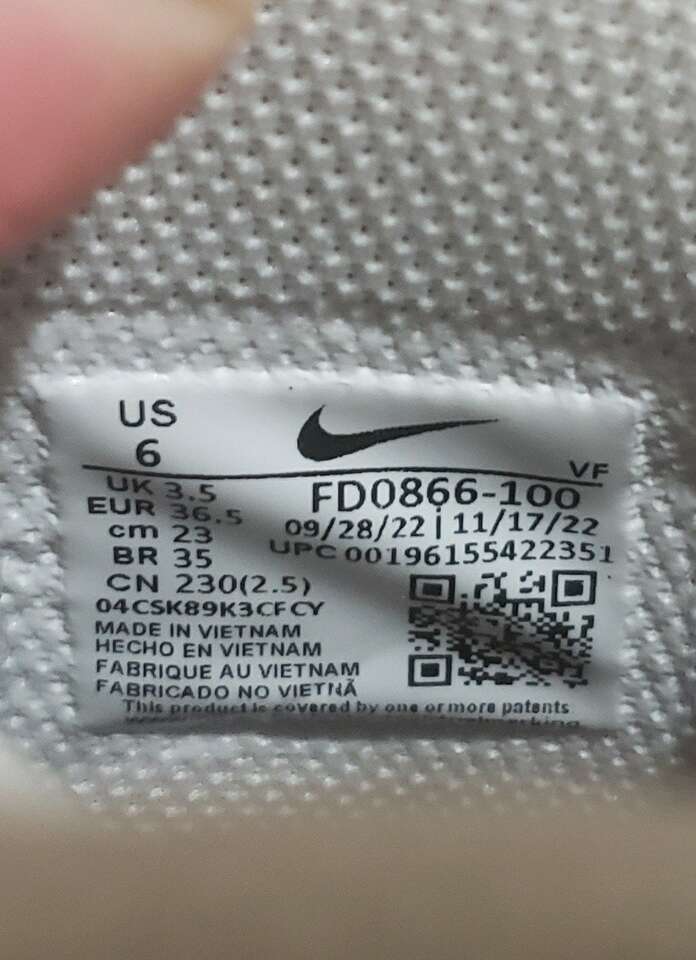 US
6
VF
UK 3.5
EUR 36.5
cm 23
BR 35
CN 230(2.5)
FD0866-100
09/28/22 | 11/17/22
UPC 00196155422351
04CSK89K3CFCY
MADE IN VIETNAM
HECHO EN VIETNAM
FABRIQUE AU VIETNAM
FABRICADO NO VIETNÃ
This product is covered by one or more patents